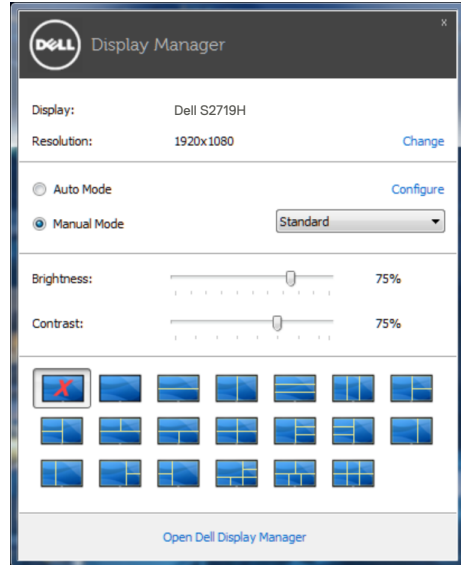 x
DELL Display Manager
Display: Dell S2719H
Resolution: 1920x1080 Change
Auto Mode Configure
Manual Mode Standard
Brightness: 75%
Contrast: 75%
X
Open Dell Display Manager